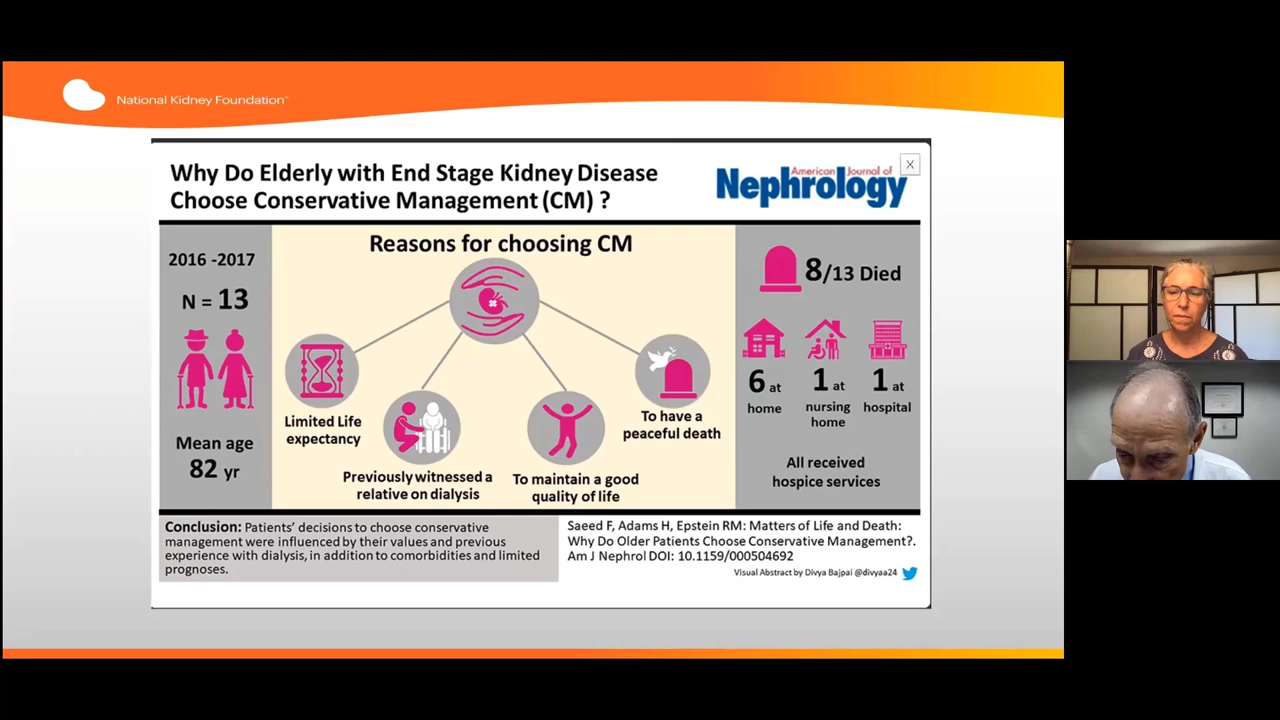 National Kidney Foundation™
Why Do Elderly with End Stage Kidney Disease
Choose Conservative Management (CM) ?
American Journal of
Nephrology
X
2016 -2017
N = 13
Mean age
82 yr
Reasons for choosing CM
Limited Life
expectancy
Previously witnessed a
relative on dialysis
To maintain a good
quality of life
To have a
peaceful death
8/13 Died
6 at
home
1 at
nursing
home
1 at
hospital
All received
hospice services
Conclusion: Patients’ decisions to choose conservative
management were influenced by their values and previous
experience with dialysis, in addition to comorbidities and limited
prognoses.
Saeed F, Adams H, Epstein RM: Matters of Life and Death:
Why Do Older Patients Choose Conservative Management?.
Am J Nephrol DOI: 10.1159/000504692
Visual Abstract by Divya Bajpai @divyaa24